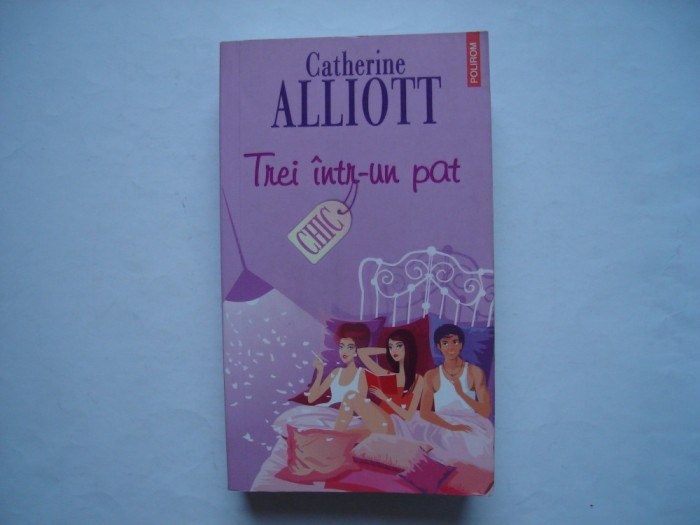 POLIROM
Catherine
ALLIOTT
Trei într-un pat
CHIC